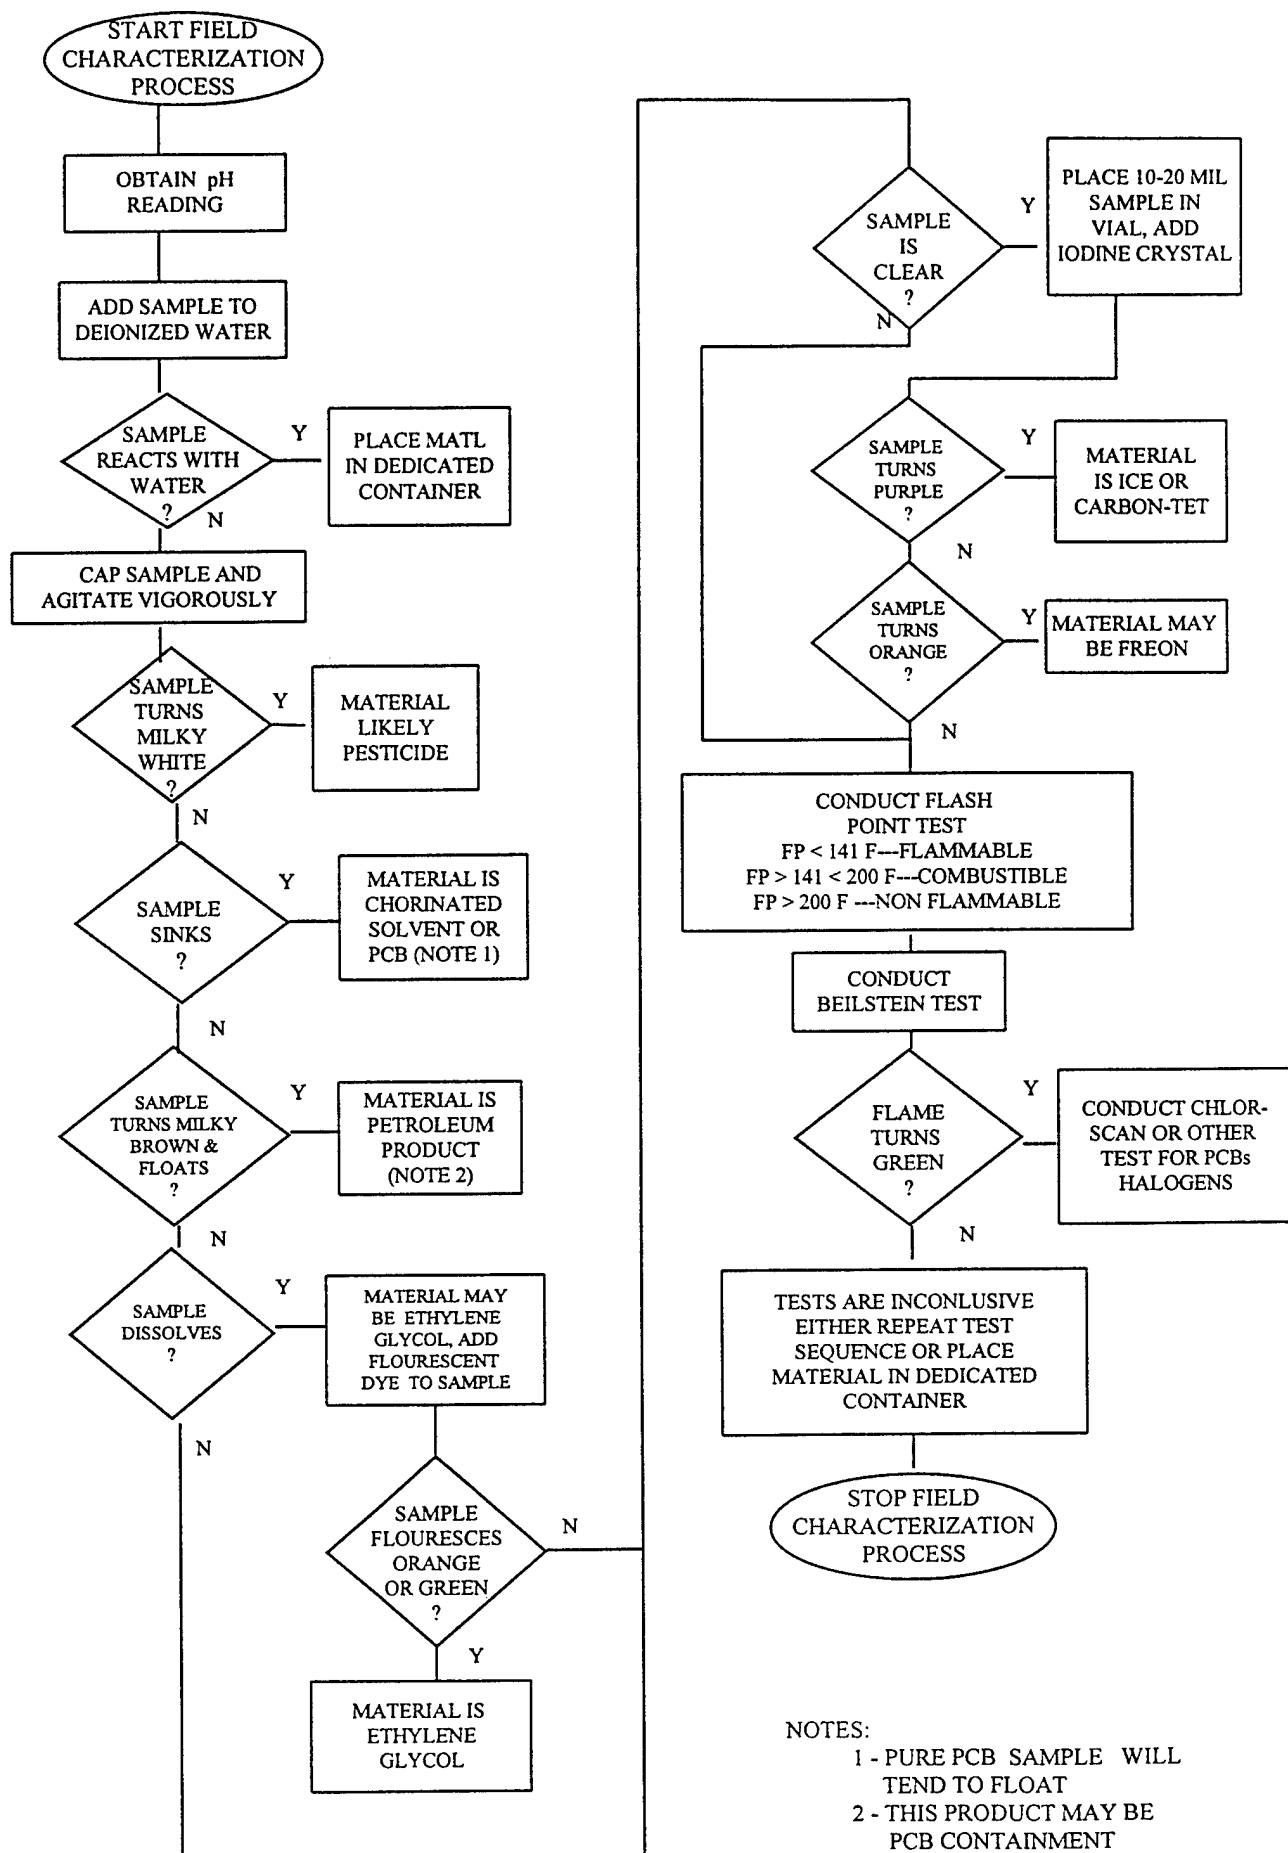 START FIELD
CHARACTERIZATION
PROCESS
OBTAIN pH
READING
ADD SAMPLE TO
DEIONIZED WATER
SAMPLE
REACTS WITH
WATER
?
Y
N
PLACE MATL
IN DEDICATED
CONTAINER
CAP SAMPLE AND
AGITATE VIGOROUSLY
SAMPLE
TURNS
MILKY
WHITE
?
Y
N
MATERIAL
LIKELY
PESTICIDE
SAMPLE
SINKS
?
Y
N
MATERIAL IS
CHORINATED
SOLVENT OR
PCB (NOTE 1)
SAMPLE
TURNS MILKY
BROWN &
FLOATS
?
Y
N
MATERIAL IS
PETROLEUM
PRODUCT
(NOTE 2)
SAMPLE
DISSOLVES
?
Y
N
MATERIAL MAY
BE ETHYLENE
GLYCOL, ADD
FLOURESCENT
DYE TO SAMPLE
SAMPLE
FLOURESCES
ORANGE
OR GREEN
?
N
Y
MATERIAL IS
ETHYLENE
GLYCOL
SAMPLE
IS
CLEAR
?
Y
N
PLACE 10-20 MIL
SAMPLE IN
VIAL, ADD
IODINE CRYSTAL
SAMPLE
TURNS
PURPLE
?
Y
N
MATERIAL
IS ICE OR
CARBON-TET
SAMPLE
TURNS
ORANGE
?
Y
N
MATERIAL MAY
BE FREON
CONDUCT FLASH
POINT TEST
FP < 141 F---FLAMMABLE
FP > 141 < 200 F---COMBUSTIBLE
FP > 200 F ---NON FLAMMABLE
CONDUCT
BEILSTEIN TEST
FLAME
TURNS
GREEN
?
Y
N
CONDUCT CHLOR-
SCAN OR OTHER
TEST FOR PCBs
HALOGENS
TESTS ARE INCONLUSIVE
EITHER REPEAT TEST
SEQUENCE OR PLACE
MATERIAL IN DEDICATED
CONTAINER
STOP FIELD
CHARACTERIZATION
PROCESS
NOTES:
1 - PURE PCB SAMPLE WILL
TEND TO FLOAT
2 - THIS PRODUCT MAY BE
PCB CONTAINMENT